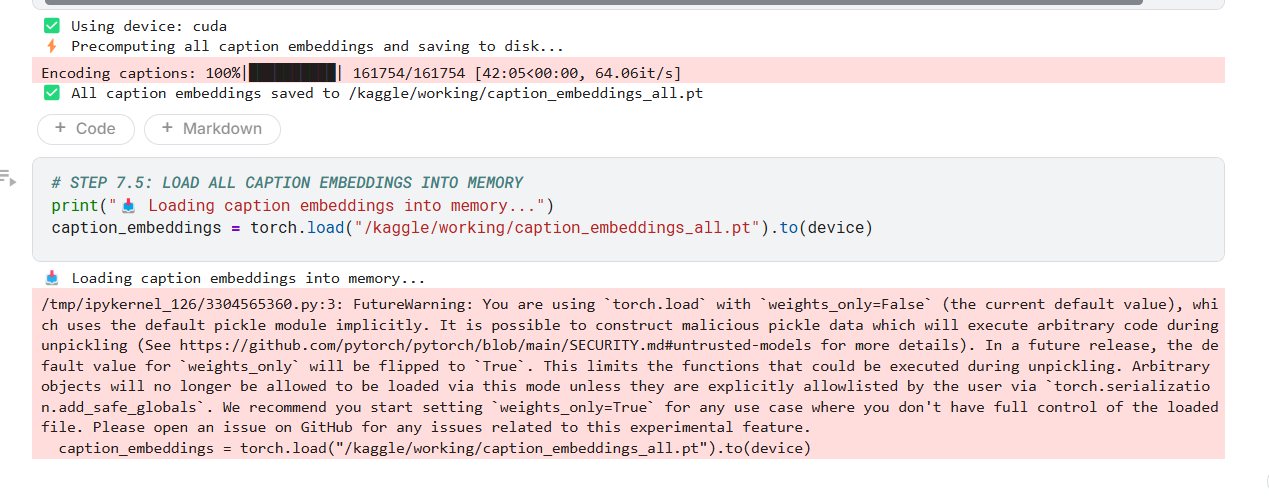 ✅ Using device: cuda
⚡ Precomputing all caption embeddings and saving to disk...
Encoding captions: 100%|██████████| 161754/161754 [42:05<00:00, 64.06it/s]
✅ All caption embeddings saved to /kaggle/working/caption_embeddings_all.pt
+ Code + Markdown
# STEP 7.5: LOAD ALL CAPTION EMBEDDINGS INTO MEMORY
print("📥 Loading caption embeddings into memory...")
caption_embeddings = torch.load("/kaggle/working/caption_embeddings_all.pt").to(device)
📥 Loading caption embeddings into memory...
/tmp/ipykernel_126/3304565360.py:3: FutureWarning: You are using `torch.load` with `weights_only=False` (the current default value), whi
ch uses the default pickle module implicitly. It is possible to construct malicious pickle data which will execute arbitrary code during
unpickling (See https://github.com/pytorch/pytorch/blob/main/SECURITY.md#untrusted-models for more details). In a future release, the de
fault value for `weights_only` will be flipped to `True`. This limits the functions that could be executed during unpickling. Arbitrary
objects will no longer be allowed to be loaded via this mode unless they are explicitly allowlisted by the user via `torch.serializatio
n.add_safe_globals`. We recommend you start setting `weights_only=True` for any use case where you don't have full control of the loaded
file. Please open an issue on GitHub for any issues related to this experimental feature.
caption_embeddings = torch.load("/kaggle/working/caption_embeddings_all.pt").to(device)